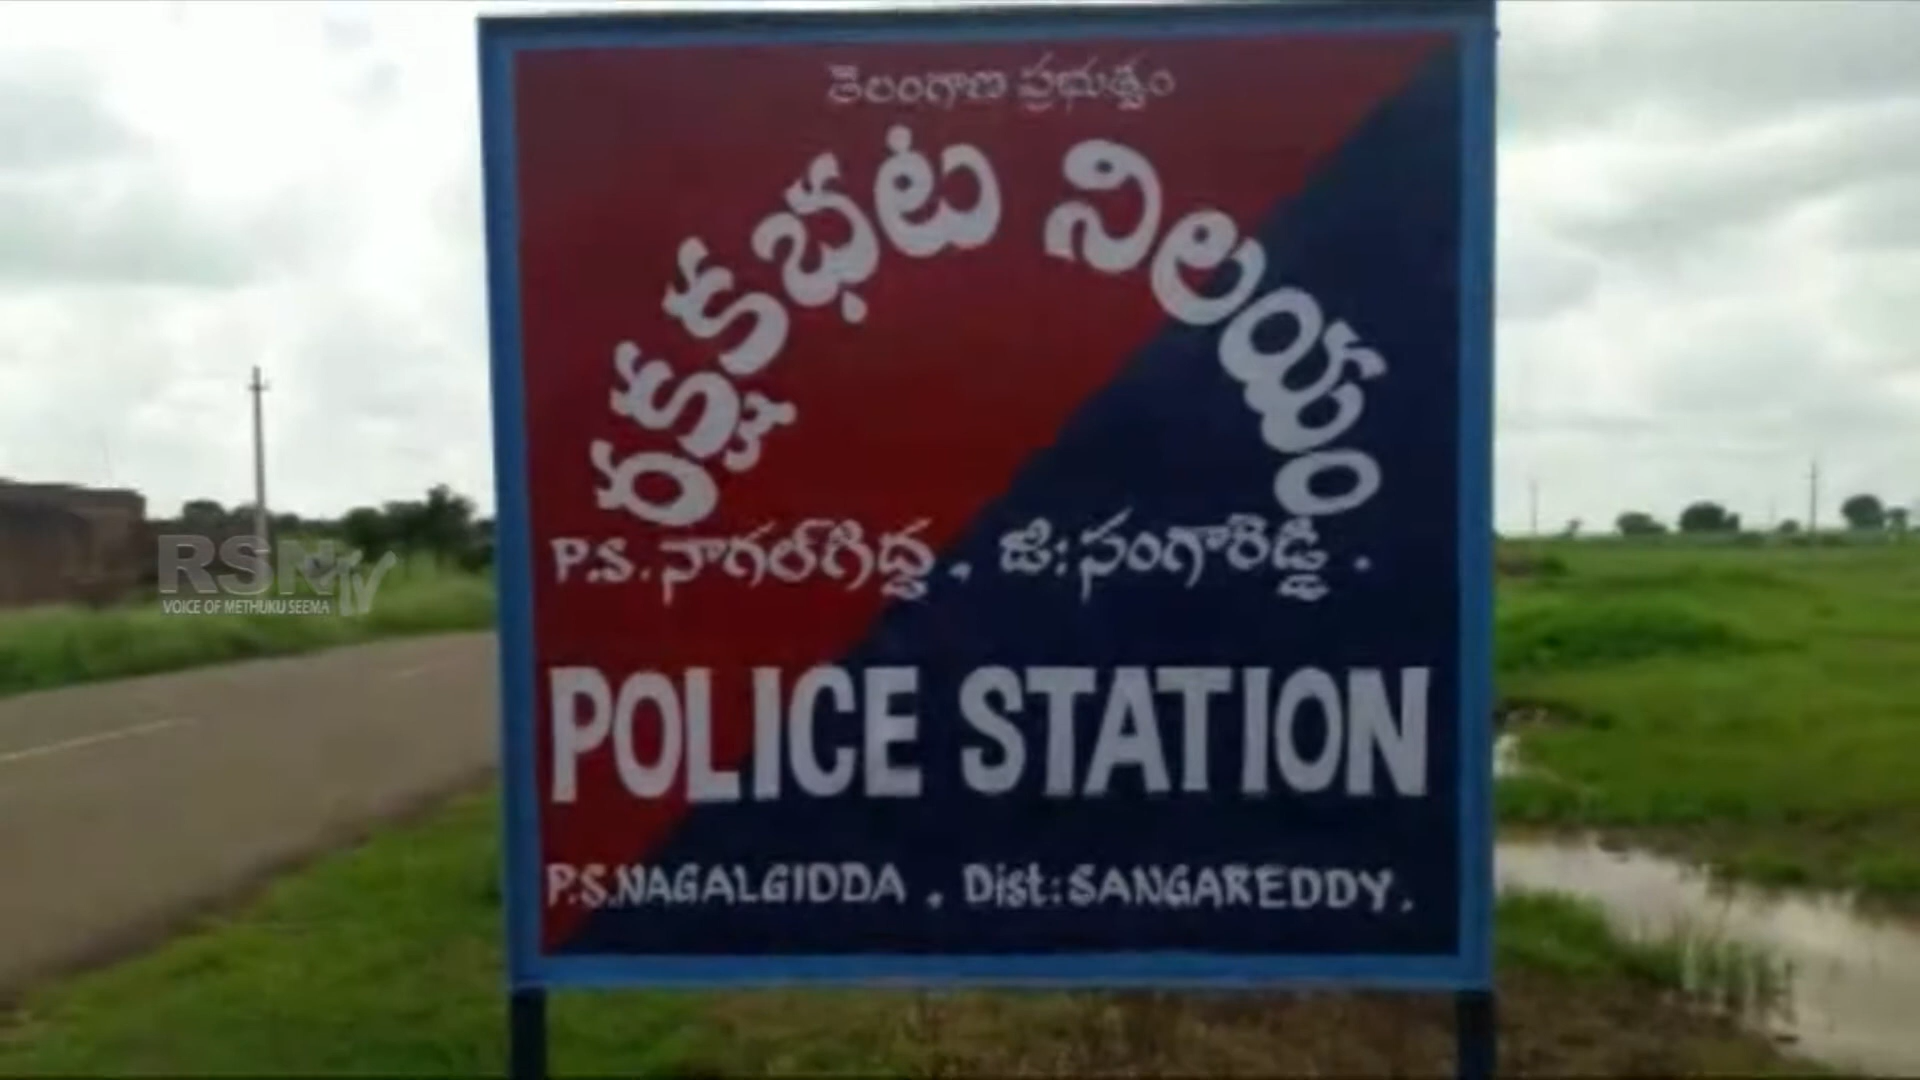 తెలంగాణ ప్రభుత్వం
రక్షకభట నిలయం
P.S. నాగల్‌గిద్ద . జి: సంగారెడ్డి .
POLICE STATION
P.S.NAGALGIDDA . Dist: SANGAREDDY.
RSN TV
VOICE OF METHUKU SEEMA